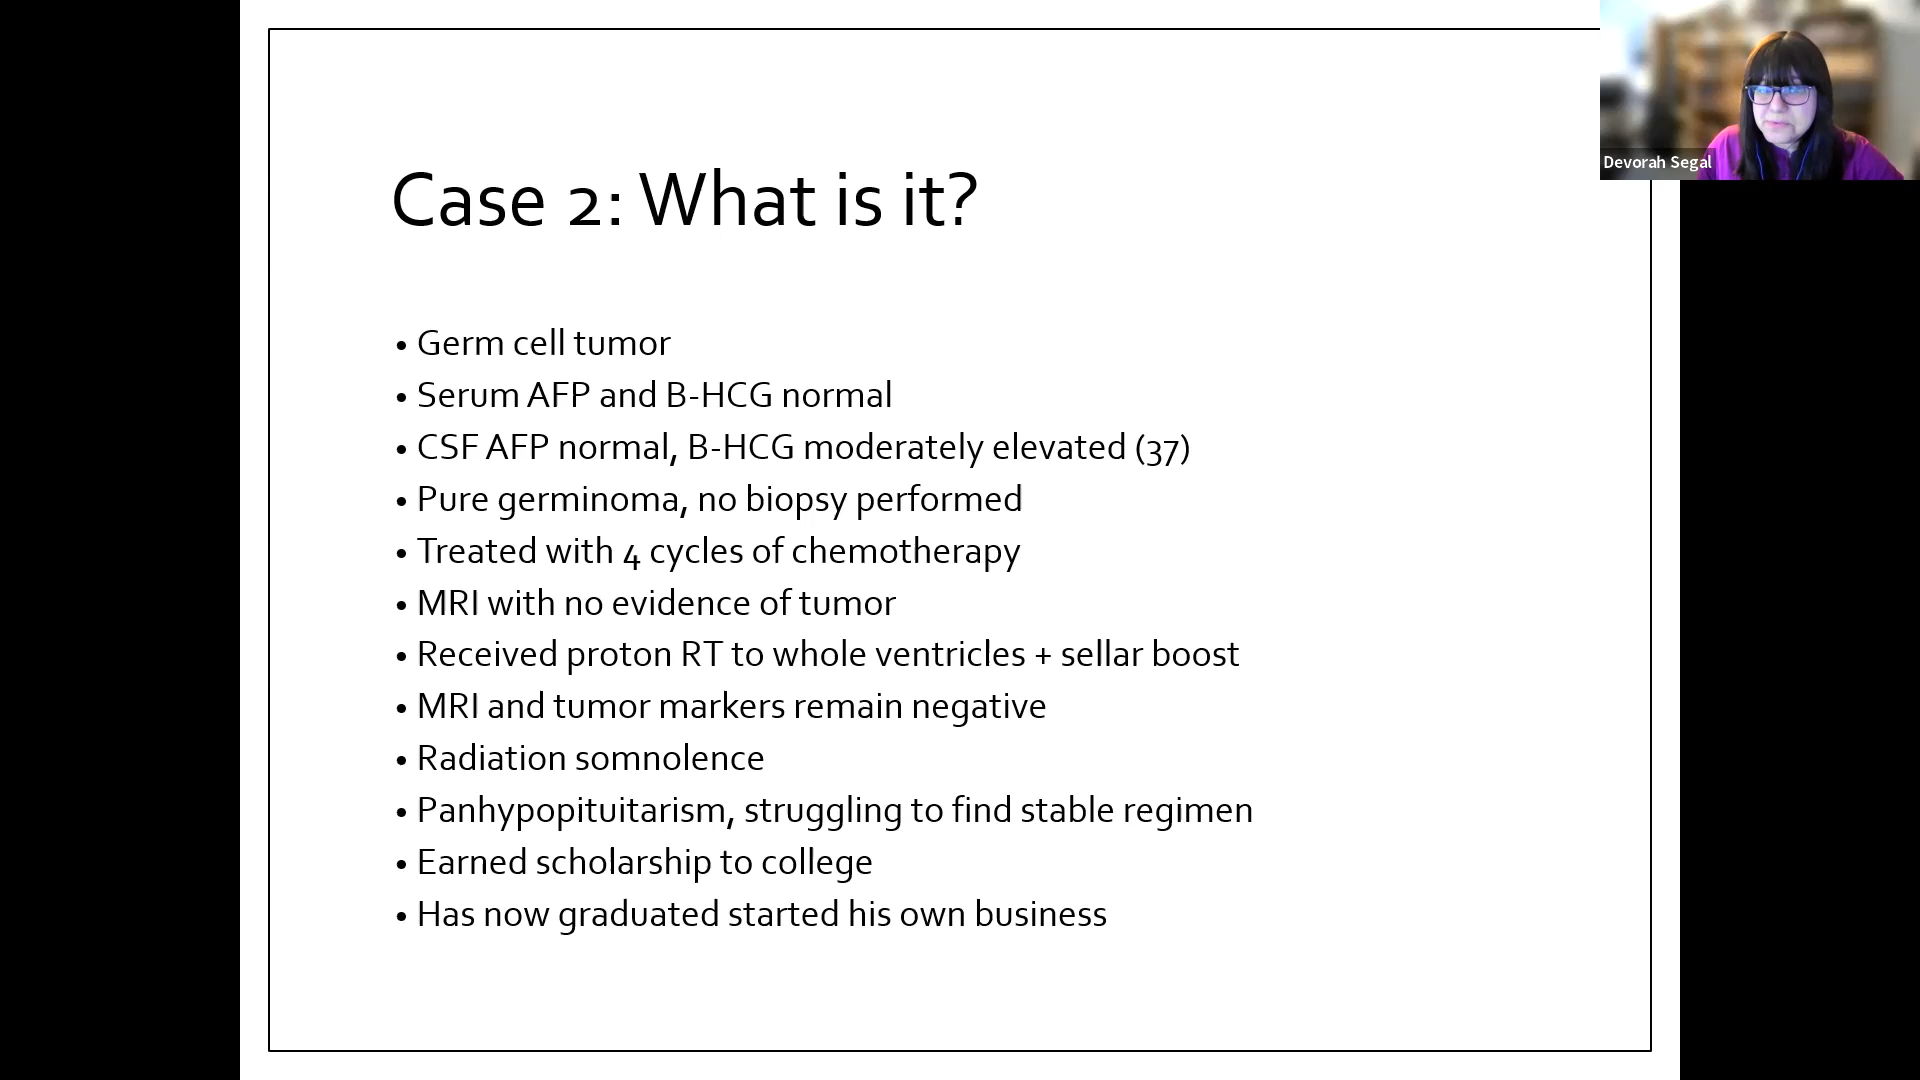 Case 2: What is it?
• Germ cell tumor
• Serum AFP and B-HCG normal
• CSF AFP normal, B-HCG moderately elevated (37)
• Pure germinoma, no biopsy performed
• Treated with 4 cycles of chemotherapy
• MRI with no evidence of tumor
• Received proton RT to whole ventricles + sellar boost
• MRI and tumor markers remain negative
• Radiation somnolence
• Panhypopituitarism, struggling to find stable regimen
• Earned scholarship to college
• Has now graduated started his own business
Devorah Segal